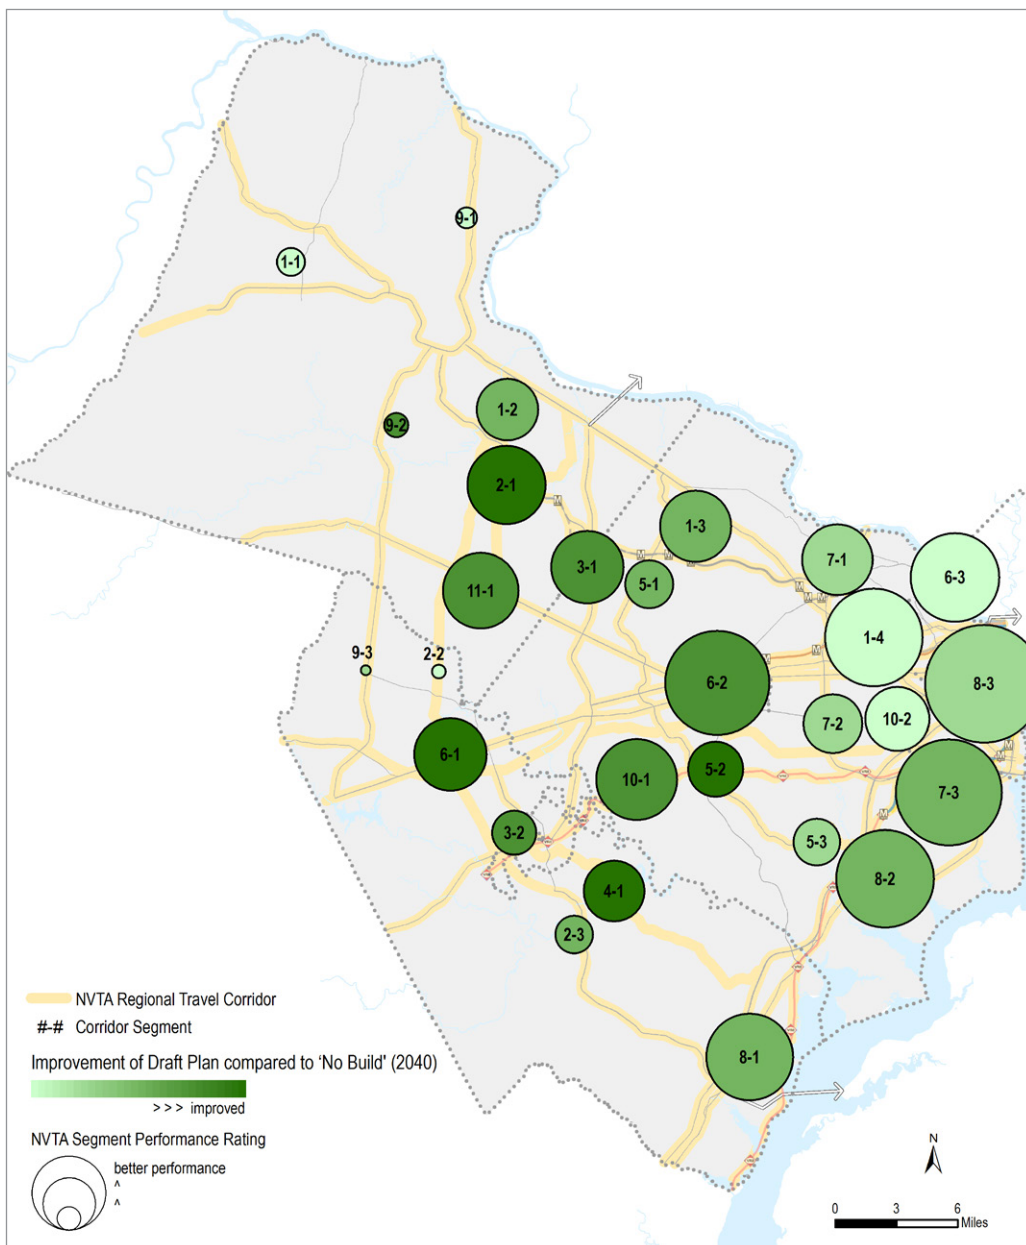 9-1
1-1
1-2
9-2
2-1
1-3
3-1
7-1
5-1
6-3
11-1
1-4
9-3
2-2
6-2
8-3
10-2
7-2
6-1
5-2
10-1
7-3
3-2
5-3
8-2
4-1
2-3
8-1
M
M
M
M
M
M
M
M
M
M
M
M
NVTA Regional Travel Corridor
#-# Corridor Segment
Improvement of Draft Plan compared to 'No Build' (2040)
> > > improved
NVTA Segment Performance Rating
better performance
^
^
N
0 3 6
Miles